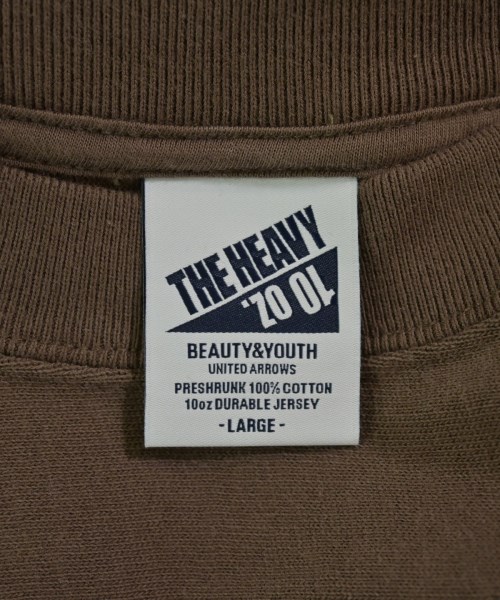 THE HEAVY
10 OZ.
BEAUTY&YOUTH
UNITED ARROWS
PRESHRUNK 100% COTTON
10oz DURABLE JERSEY
-LARGE-